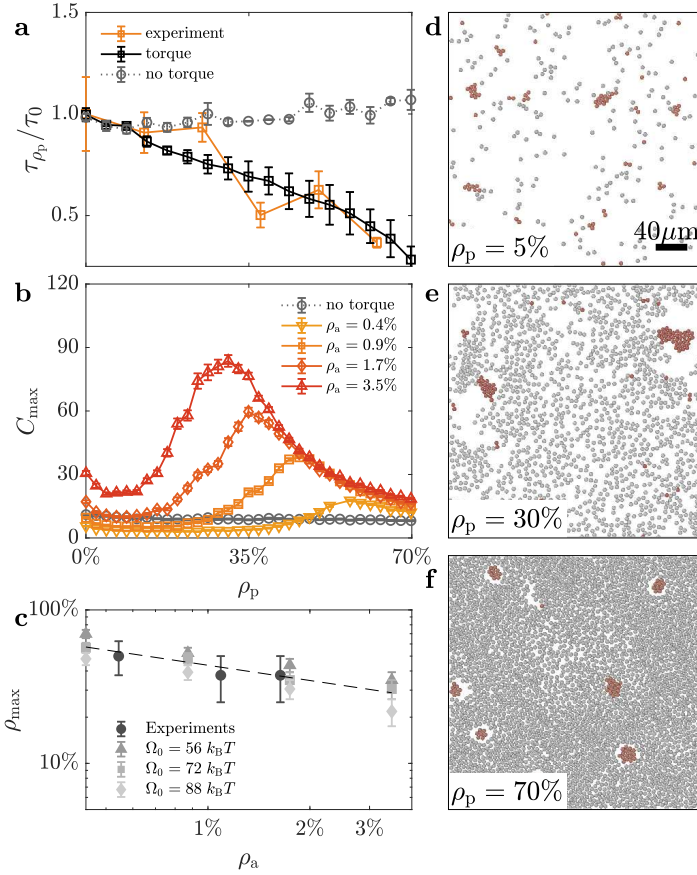 a
1.5
1.0
0.5
τρp/τ0
experiment
torque
no torque
b
120
90
60
30
0
Cmax
no torque
ρa = 0.4%
ρa = 0.9%
ρa = 1.7%
ρa = 3.5%
0%
35%
70%
ρp
c
100%
10%
ρmax
Experiments
Ω0 = 56 kBT
Ω0 = 72 kBT
Ω0 = 88 kBT
1%
2%
3%
ρa
d
40μm
ρp = 5%
e
ρp = 30%
f
ρp = 70%